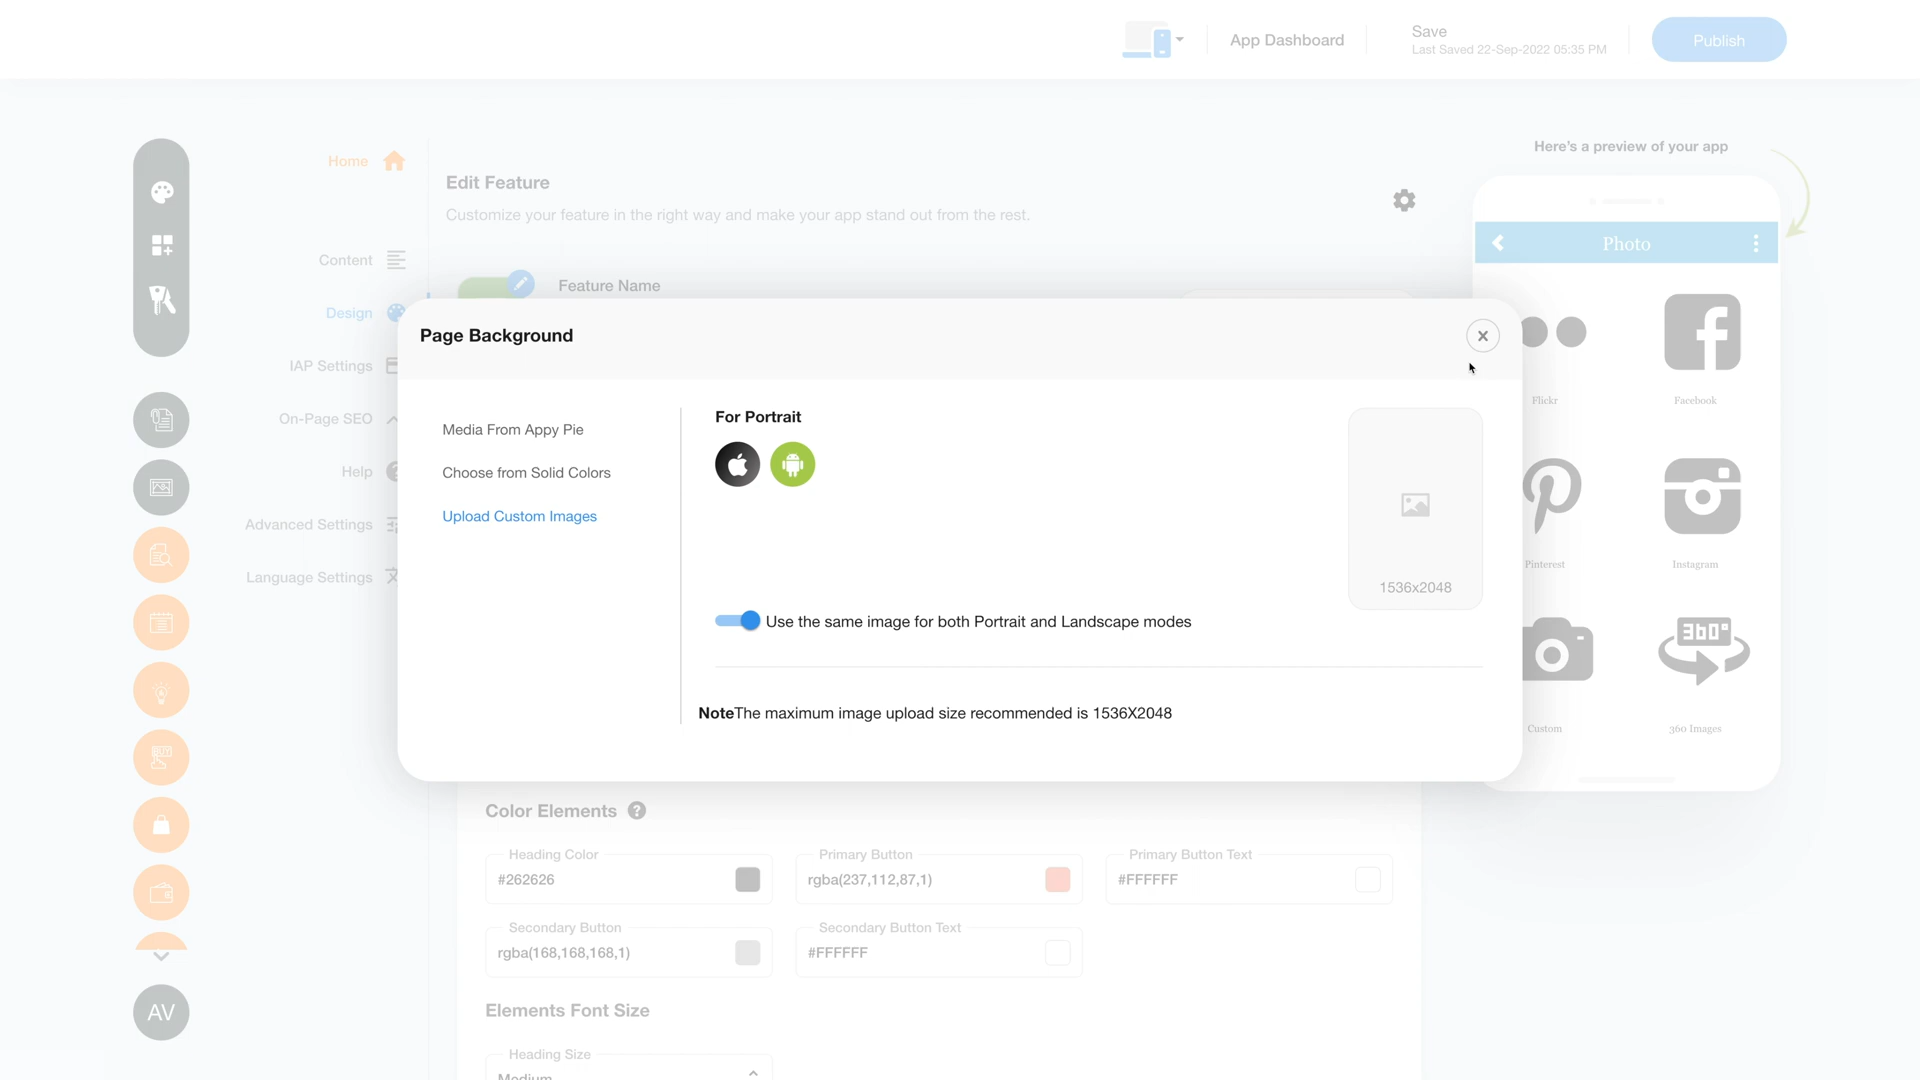 App Dashboard
Save
Last Saved 22-Sep-2022 05:35 PM
Publish
Home
Content
Design
IAP Settings
On-Page SEO
Help
Advanced Settings
Language Settings
BUY
AV
Edit Feature
Customize your feature in the right way and make your app stand out from the rest.
Feature Name
Page Background
Media From Appy Pie
Choose from Solid Colors
Upload Custom Images
For Portrait
1536x2048
Use the same image for both Portrait and Landscape modes
NoteThe maximum image upload size recommended is 1536X2048
Color Elements
Heading Color
#262626
Primary Button
rgba(237,112,87,1)
Primary Button Text
#FFFFFF
Secondary Button
rgba(168,168,168,1)
Secondary Button Text
#FFFFFF
Elements Font Size
Heading Size
Medium
Here's a preview of your app
Photo
Flickr
Facebook
Pinterest
Instagram
360°
Custom
360 Images